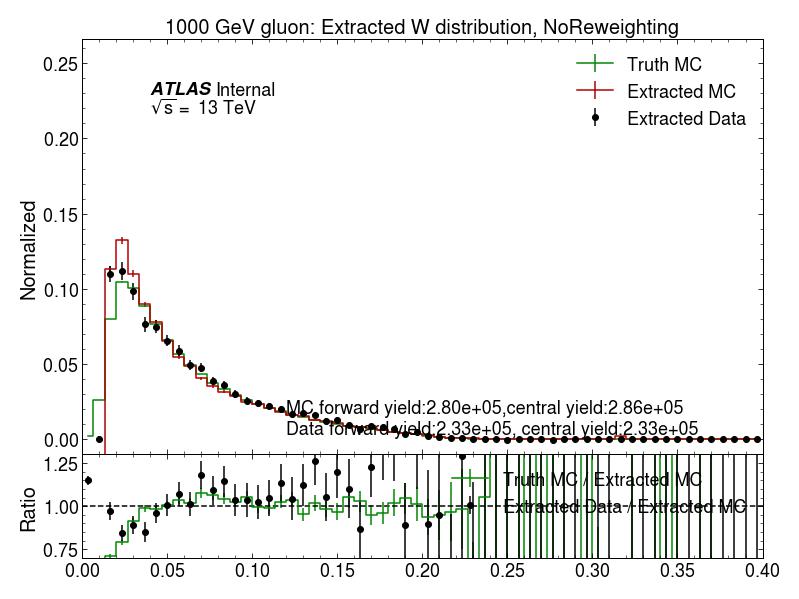 1000 GeV gluon: Extracted W distribution, NoReweighting
0.25
0.20
0.15
0.10
0.05
0.00
Normalized
ATLAS Internal
√s = 13 TeV
Truth MC
Extracted MC
Extracted Data
MC forward yield:2.80e+05,central yield:2.86e+05
Data forward yield:2.33e+05, central yield:2.33e+05
1.25
1.00
0.75
Ratio
Truth MC / Extracted MC
Extracted Data / Extracted MC
0.00 0.05 0.10 0.15 0.20 0.25 0.30 0.35 0.40